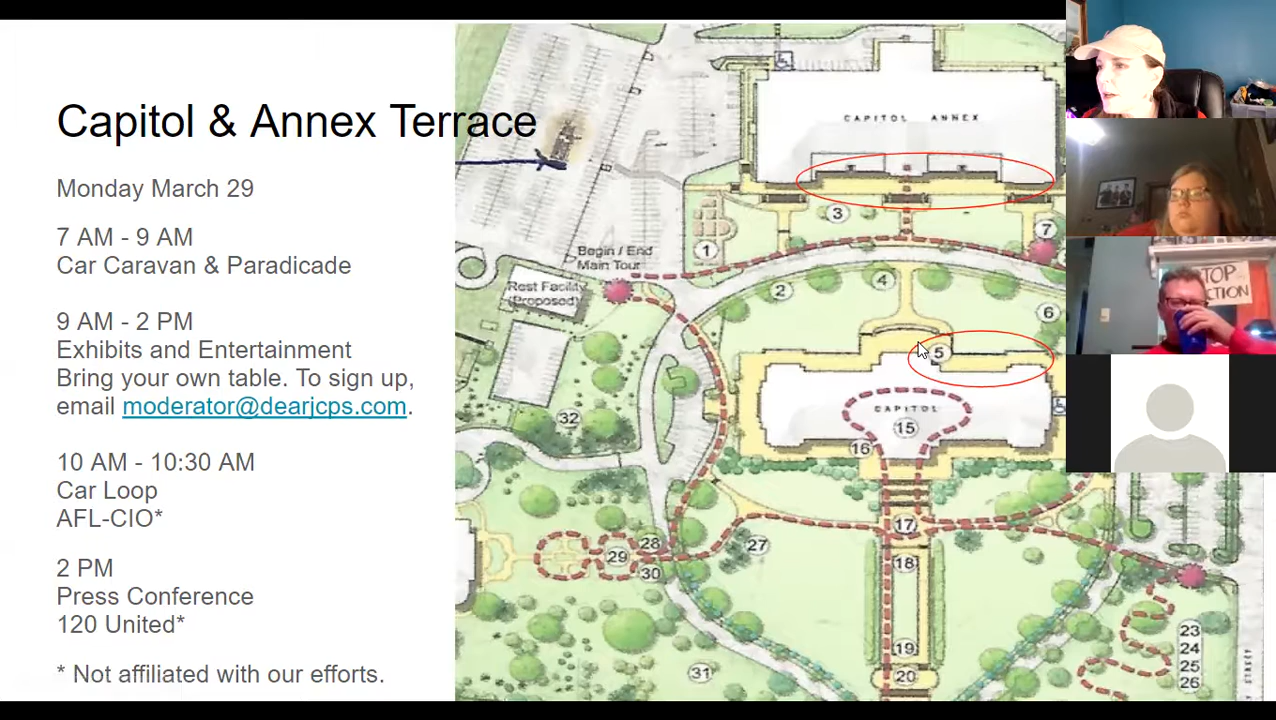 Capitol & Annex Terrace
Monday March 29
7 AM - 9 AM
Car Caravan & Paradicade
9 AM - 2 PM
Exhibits and Entertainment
Bring your own table. To sign up,
email moderator@dearjcps.com.
10 AM - 10:30 AM
Car Loop
AFL-CIO*
2 PM
Press Conference
120 United*
* Not affiliated with our efforts.
CAPITOL ANNEX
3
7
1
Begin / End
Main Tour
Rest Facility
(Proposed)
2
4
6
5
CAPITOL
15
16
32
17
27
28
29
30
18
19
20
31
23
24
25
26
STREET
STOP